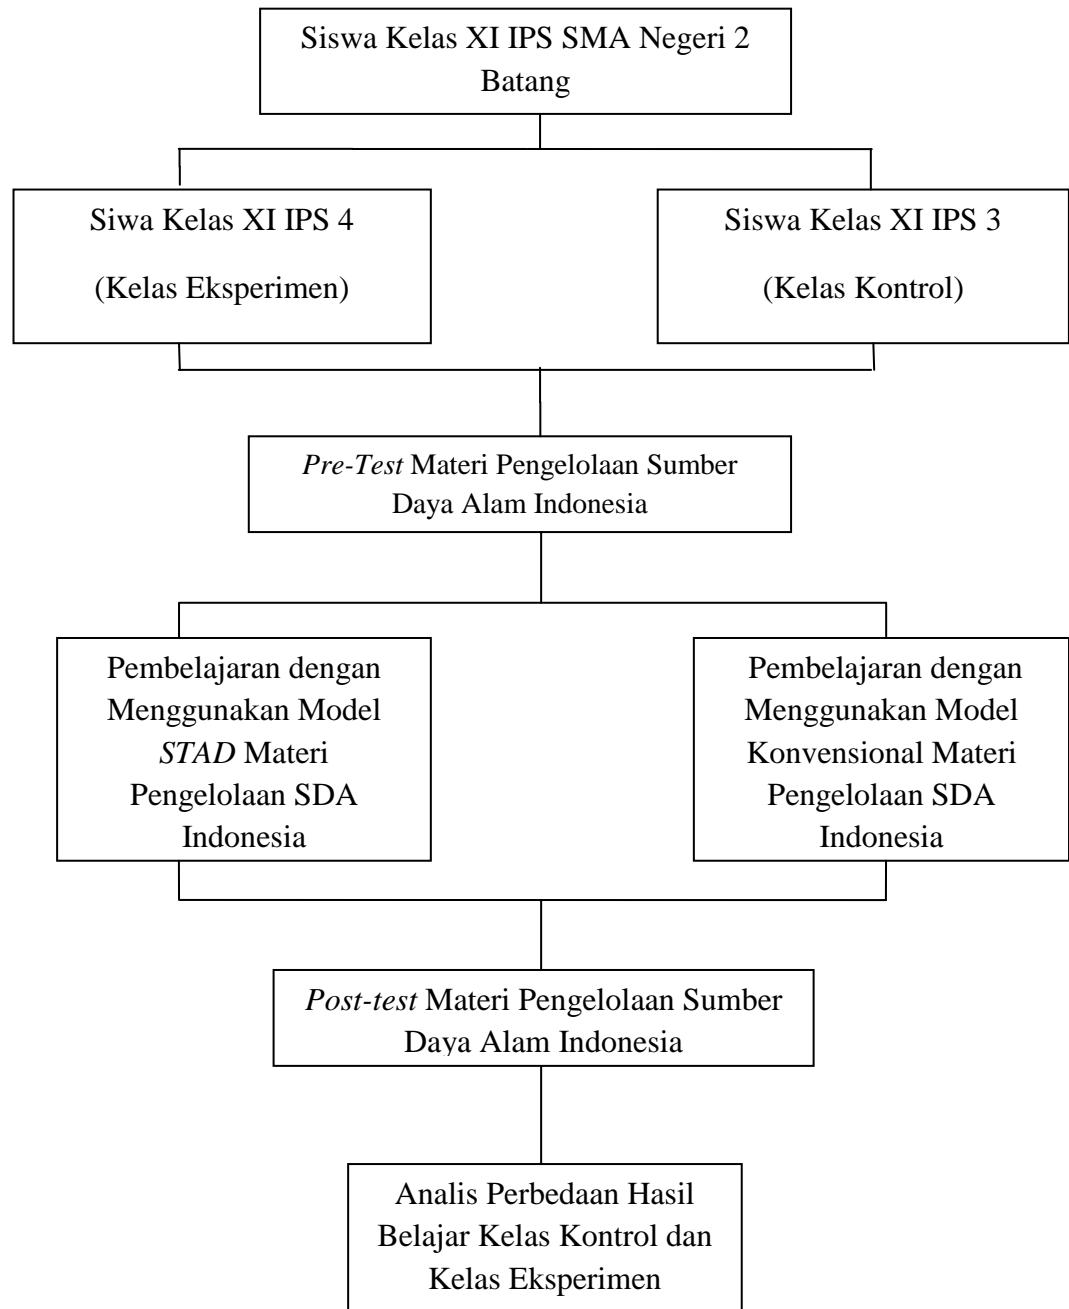 Siswa Kelas XI IPS SMA Negeri 2
Batang
Siwa Kelas XI IPS 4
(Kelas Eksperimen)
Siswa Kelas XI IPS 3
(Kelas Kontrol)
Pre-Test Materi Pengelolaan Sumber
Daya Alam Indonesia
Pembelajaran dengan
Menggunakan Model
STAD Materi
Pengelolaan SDA
Indonesia
Pembelajaran dengan
Menggunakan Model
Konvensional Materi
Pengelolaan SDA
Indonesia
Post-test Materi Pengelolaan Sumber
Daya Alam Indonesia
Analis Perbedaan Hasil
Belajar Kelas Kontrol dan
Kelas Eksperimen